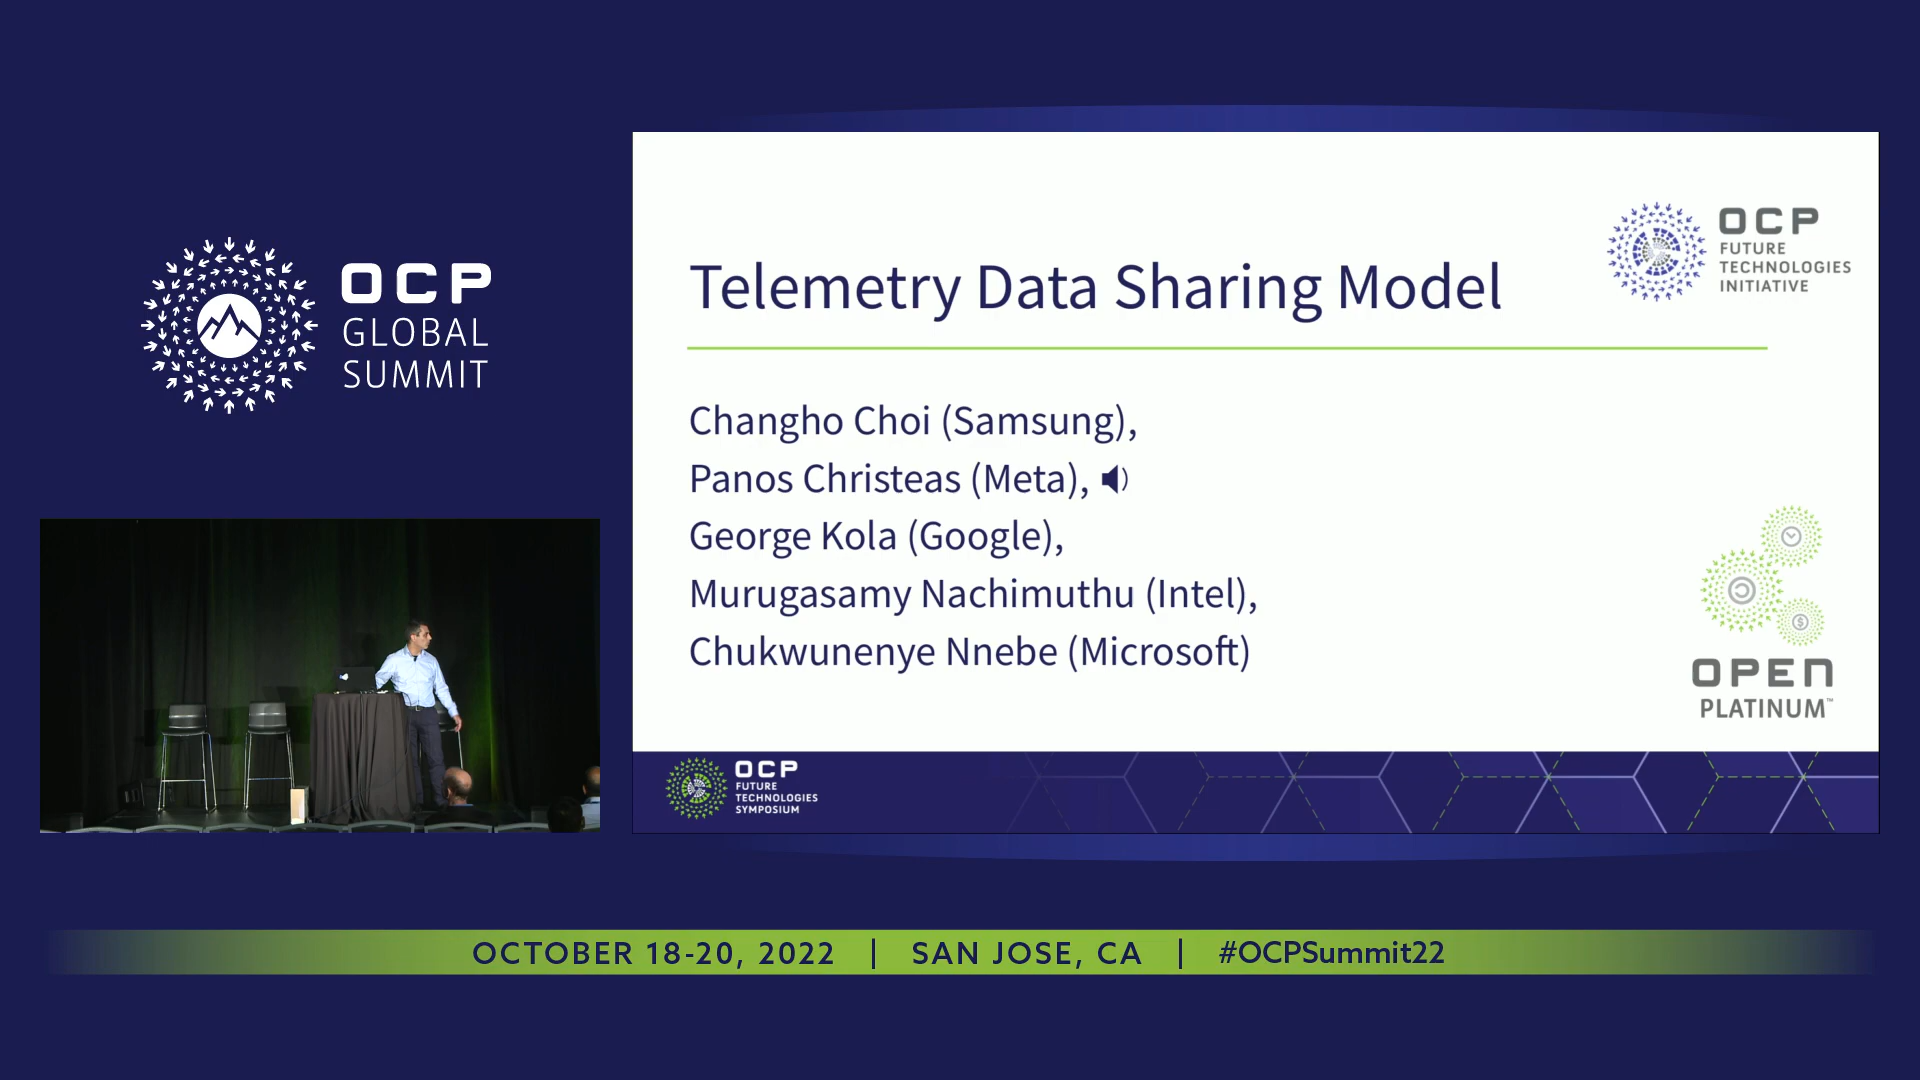 OCP
GLOBAL
SUMMIT
Telemetry Data Sharing Model
OCP
FUTURE
TECHNOLOGIES
INITIATIVE
Changho Choi (Samsung),
Panos Christeas (Meta),
George Kola (Google),
Murugasamy Nachimuthu (Intel),
Chukwunenye Nnebe (Microsoft)
$
OPEN
PLATINUM™
OCP
FUTURE
TECHNOLOGIES
SYMPOSIUM
OCTOBER 18-20, 2022 | SAN JOSE, CA | #OCPSummit22